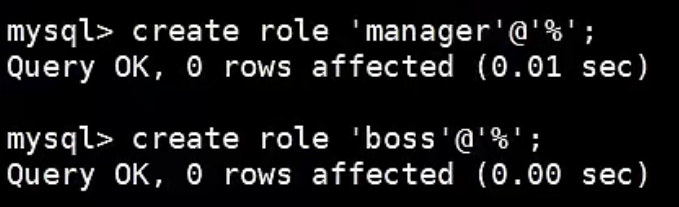 mysql> create role 'manager'@'%';
Query OK, 0 rows affected (0.01 sec)
mysql> create role 'boss'@'%';
Query OK, 0 rows affected (0.00 sec)